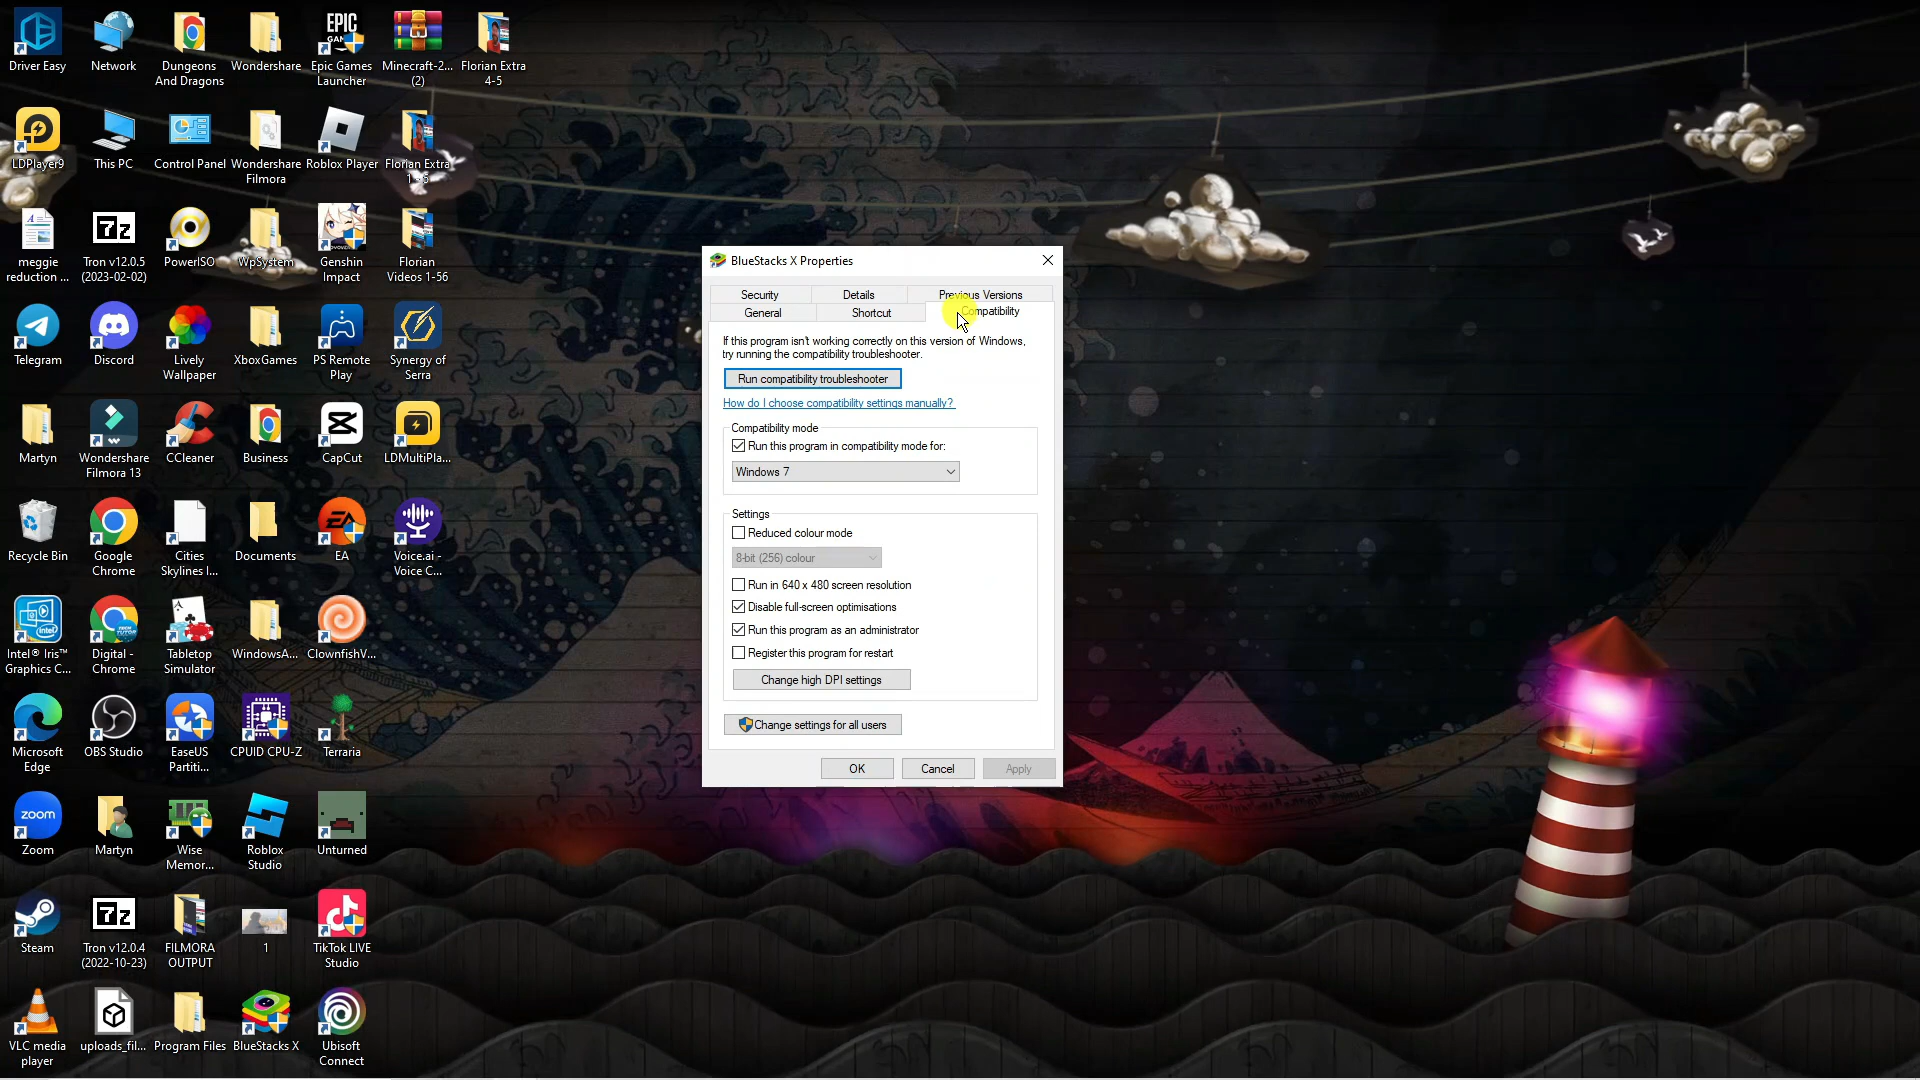 Driver Easy
Network
Dungeons
And Dragons
Wondershare
EPIC
Epic Games
Launcher
Minecraft-2...
(2)
Florian Extra
4-5
LDPlayer9
This PC
Control Panel
Wondershare
Filmora
Roblox Player
Florian Extra
meggie
reduction ...
7z
Tron v12.0.5
(2023-02-02)
PowerISO
WpSystem
Genshin
Impact
Florian
Videos 1-56
Telegram
Discord
Lively
Wallpaper
XboxGames
PS Remote
Play
Synergy of
Serra
Martyn
Wondershare
Filmora 13
CCleaner
Business
CapCut
LDMultiPla...
Recycle Bin
Google
Chrome
Cities
Skylines I...
Documents
EA
EA
Voice.ai -
Voice C...
intel
Intel® Iris™
Graphics C...
Digital -
Chrome
Tabletop
Simulator
WindowsA...
ClownfishV...
Microsoft
Edge
OBS Studio
EaseUS
Partiti...
CPUID CPU-Z
Terraria
zoom
Zoom
Martyn
Wise
Memor...
Roblox
Studio
Unturned
Steam
7z
Tron v12.0.4
(2022-10-23)
FILMORA
OUTPUT
1
TikTok LIVE
Studio
VLC media
player
uploads_fil...
Program Files
BlueStacks X
Ubisoft
Connect
BlueStacks X Properties
Security
Details
Previous Versions
General
Shortcut
Compatibility
If this program isn't working correctly on this version of Windows,
try running the compatibility troubleshooter.
Run compatibility troubleshooter
How do I choose compatibility settings manually?
Compatibility mode
Run this program in compatibility mode for:
Windows 7
Settings
Reduced colour mode
8-bit (256) colour
Run in 640 x 480 screen resolution
Disable full-screen optimisations
Run this program as an administrator
Register this program for restart
Change high DPI settings
Change settings for all users
OK
Cancel
Apply